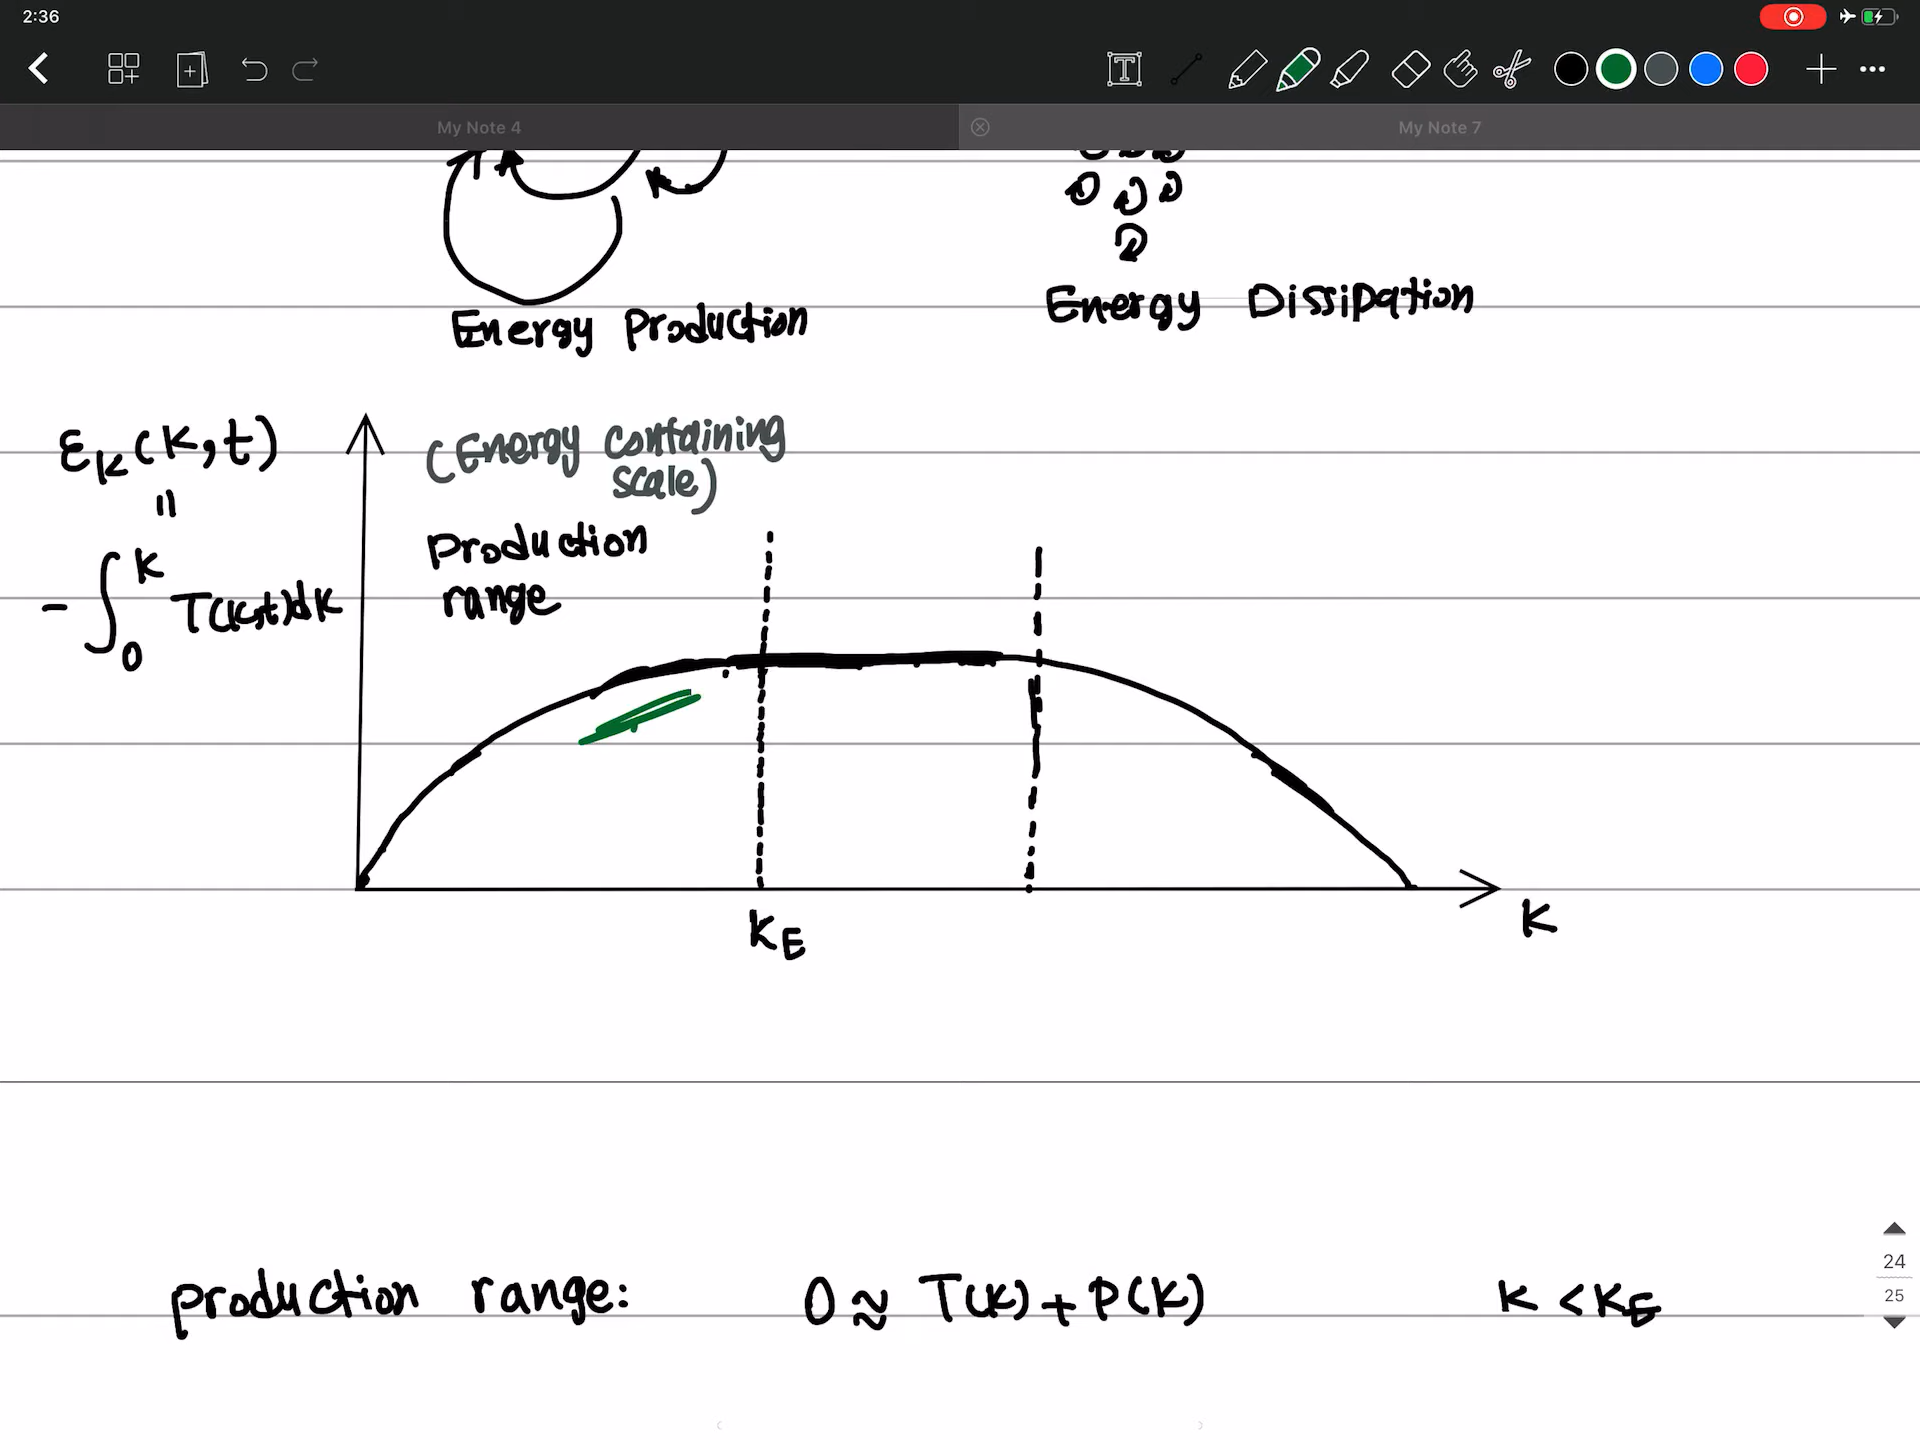 2:36
My Note 4
My Note 7
Energy Production
Energy Dissipation
ε_K(K,t)
=
-∫_0^K T(K,t)dK
(Energy containing
scale)
Production
range
K_E
K
24
25
production range: 0 ≈ T(K) + P(K) K < K_E